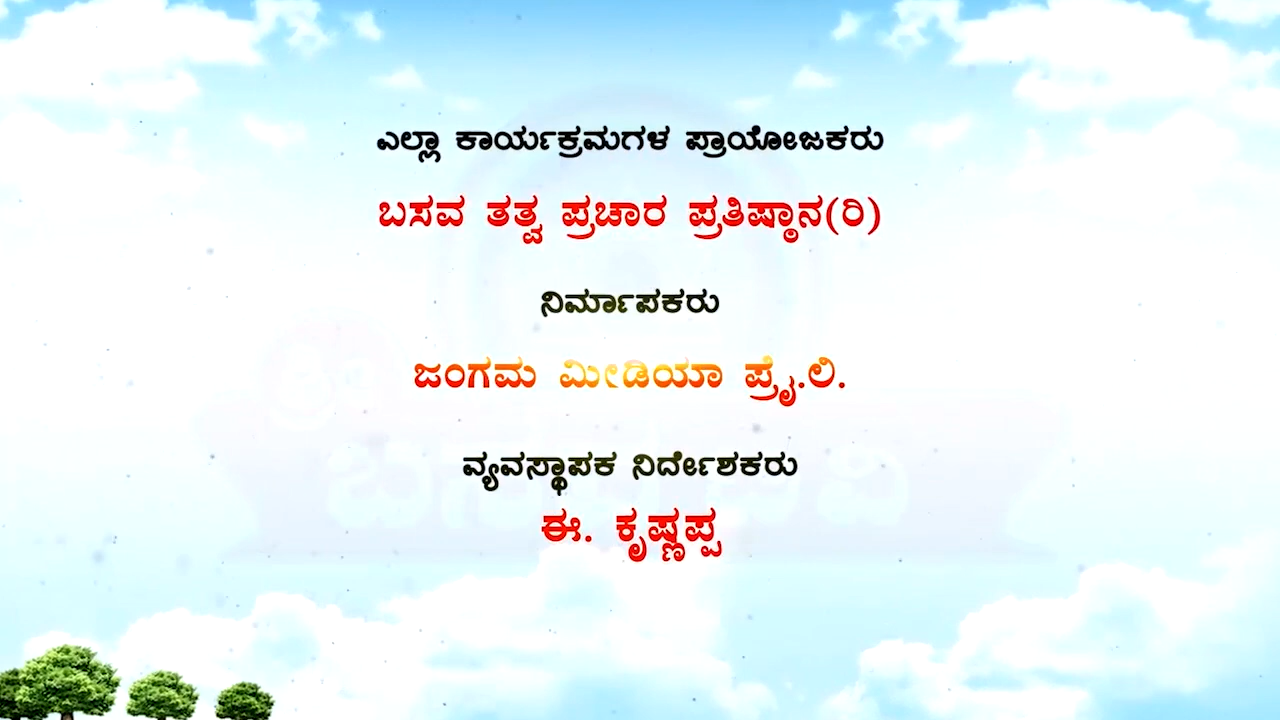 ಎಲ್ಲಾ ಕಾರ್ಯಕ್ರಮಗಳ ಪ್ರಾಯೋಜಕರು
ಬಸವ ತತ್ವ ಪ್ರಚಾರ ಪ್ರತಿಷ್ಠಾನ(ರಿ)
ನಿರ್ಮಾಪಕರು
ಜಂಗಮ ಮೀಡಿಯಾ ಪ್ರೈ.ಲಿ.
ವ್ಯವಸ್ಥಾಪಕ ನಿರ್ದೇಶಕರು
ಈ. ಕೃಷ್ಣಪ್ಪ